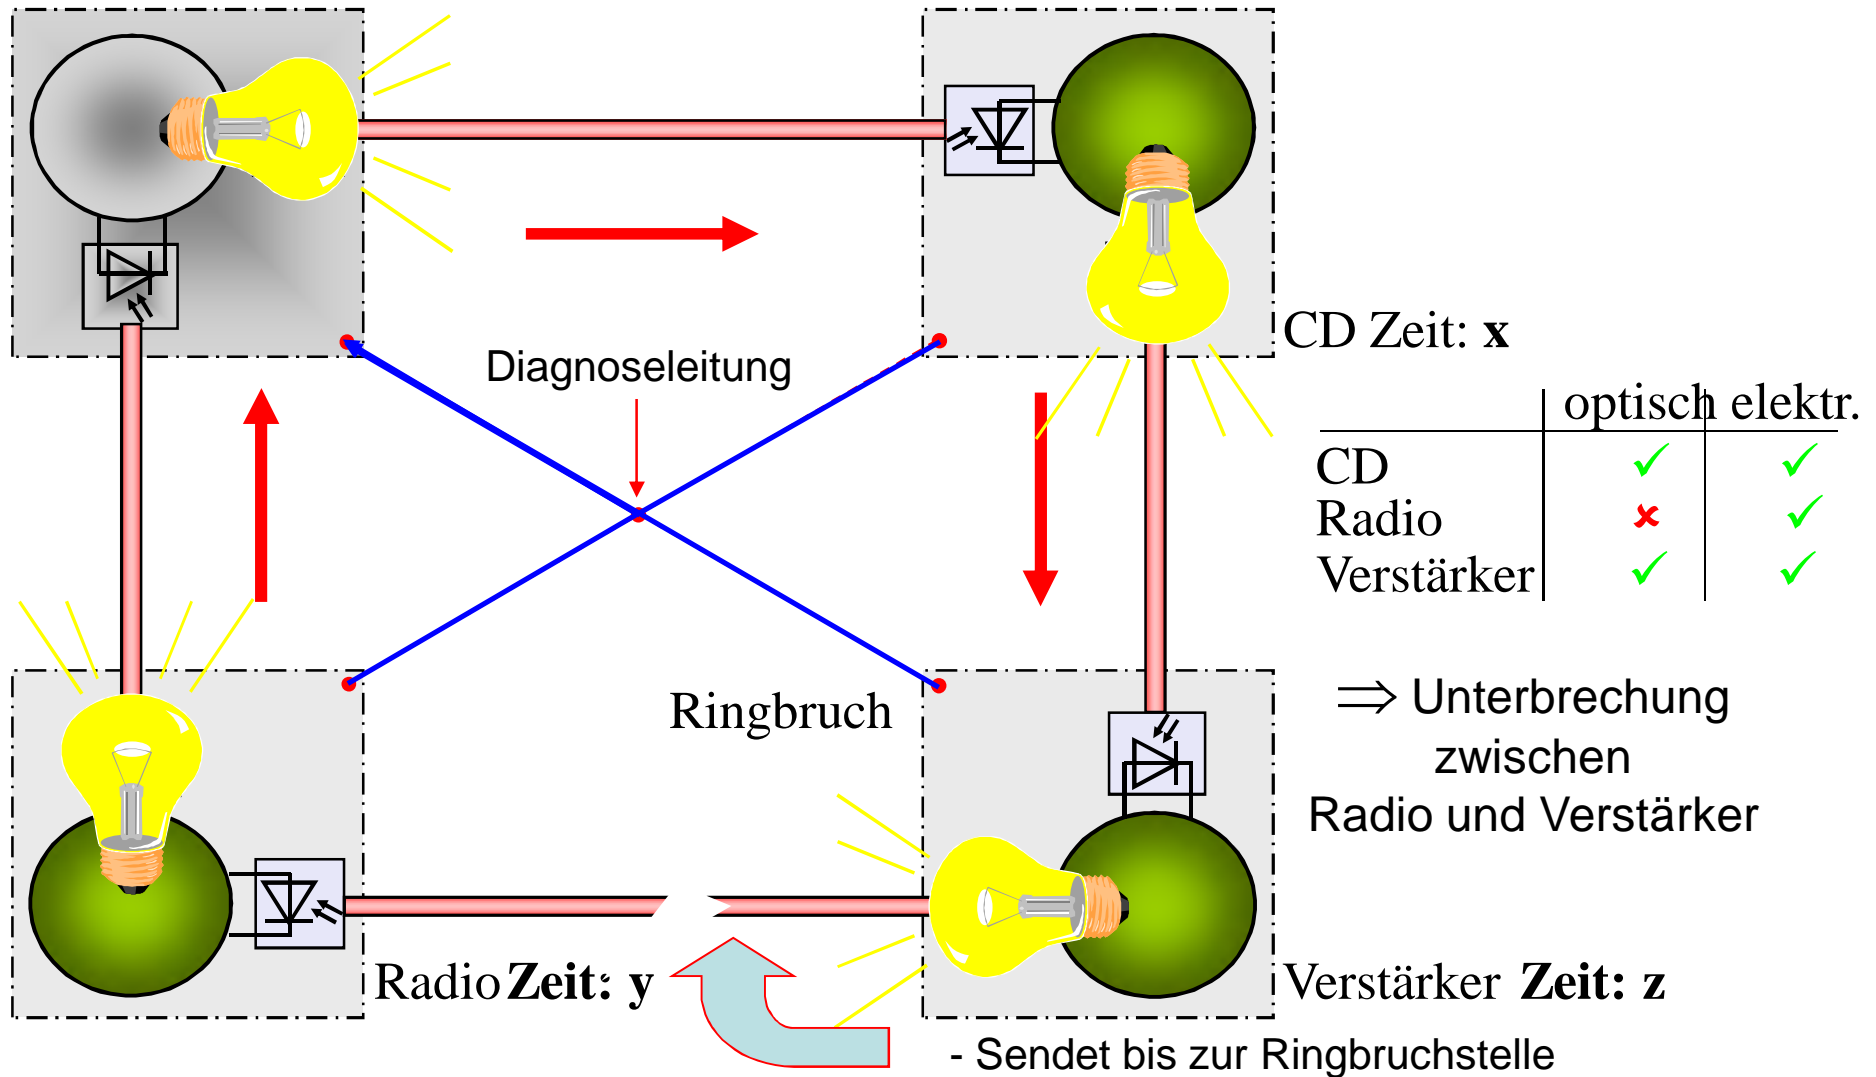 CD Zeit: x
Diagnoseleitung
optisch elektr.
CD
Radio
Verstärker
Ringbruch
⇒ Unterbrechung
zwischen
Radio und Verstärker
Radio Zeit: y
Verstärker Zeit: z
- Sendet bis zur Ringbruchstelle